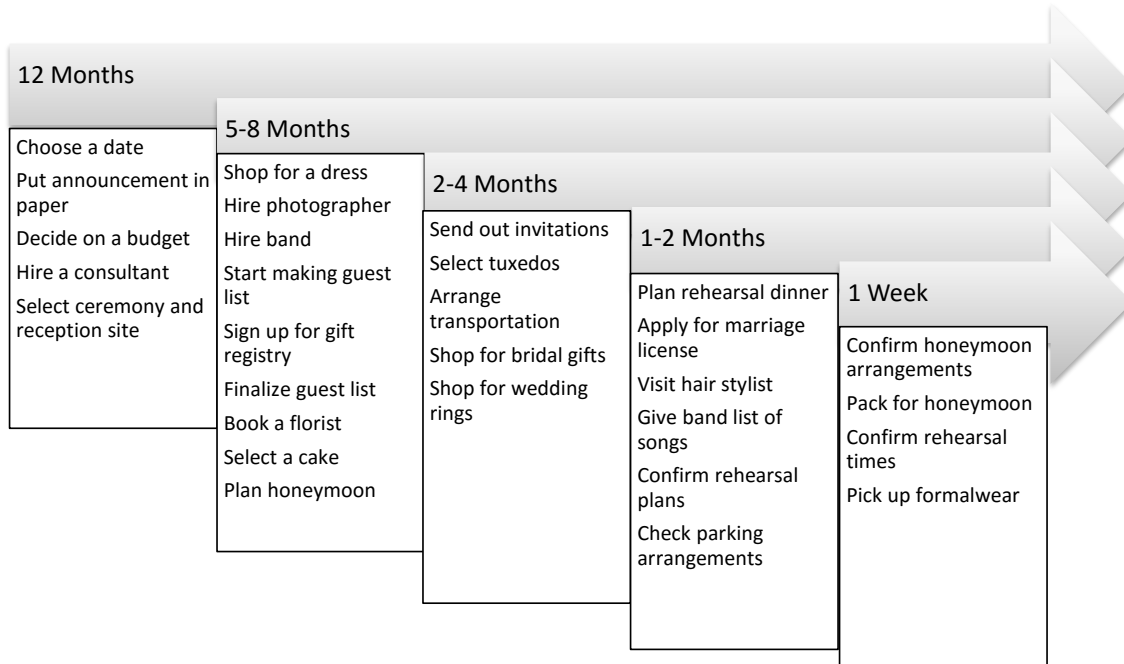 12 Months
Choose a date
Put announcement in
paper
Decide on a budget
Hire a consultant
Select ceremony and
reception site
5-8 Months
Shop for a dress
Hire photographer
Hire band
Start making guest
list
Sign up for gift
registry
Finalize guest list
Book a florist
Select a cake
Plan honeymoon
2-4 Months
Send out invitations
Select tuxedos
Arrange
transportation
Shop for bridal gifts
Shop for wedding
rings
1-2 Months
Plan rehearsal dinner
Apply for marriage
license
Visit hair stylist
Give band list of
songs
Confirm rehearsal
plans
Check parking
arrangements
1 Week
Confirm honeymoon
arrangements
Pack for honeymoon
Confirm rehearsal
times
Pick up formalwear